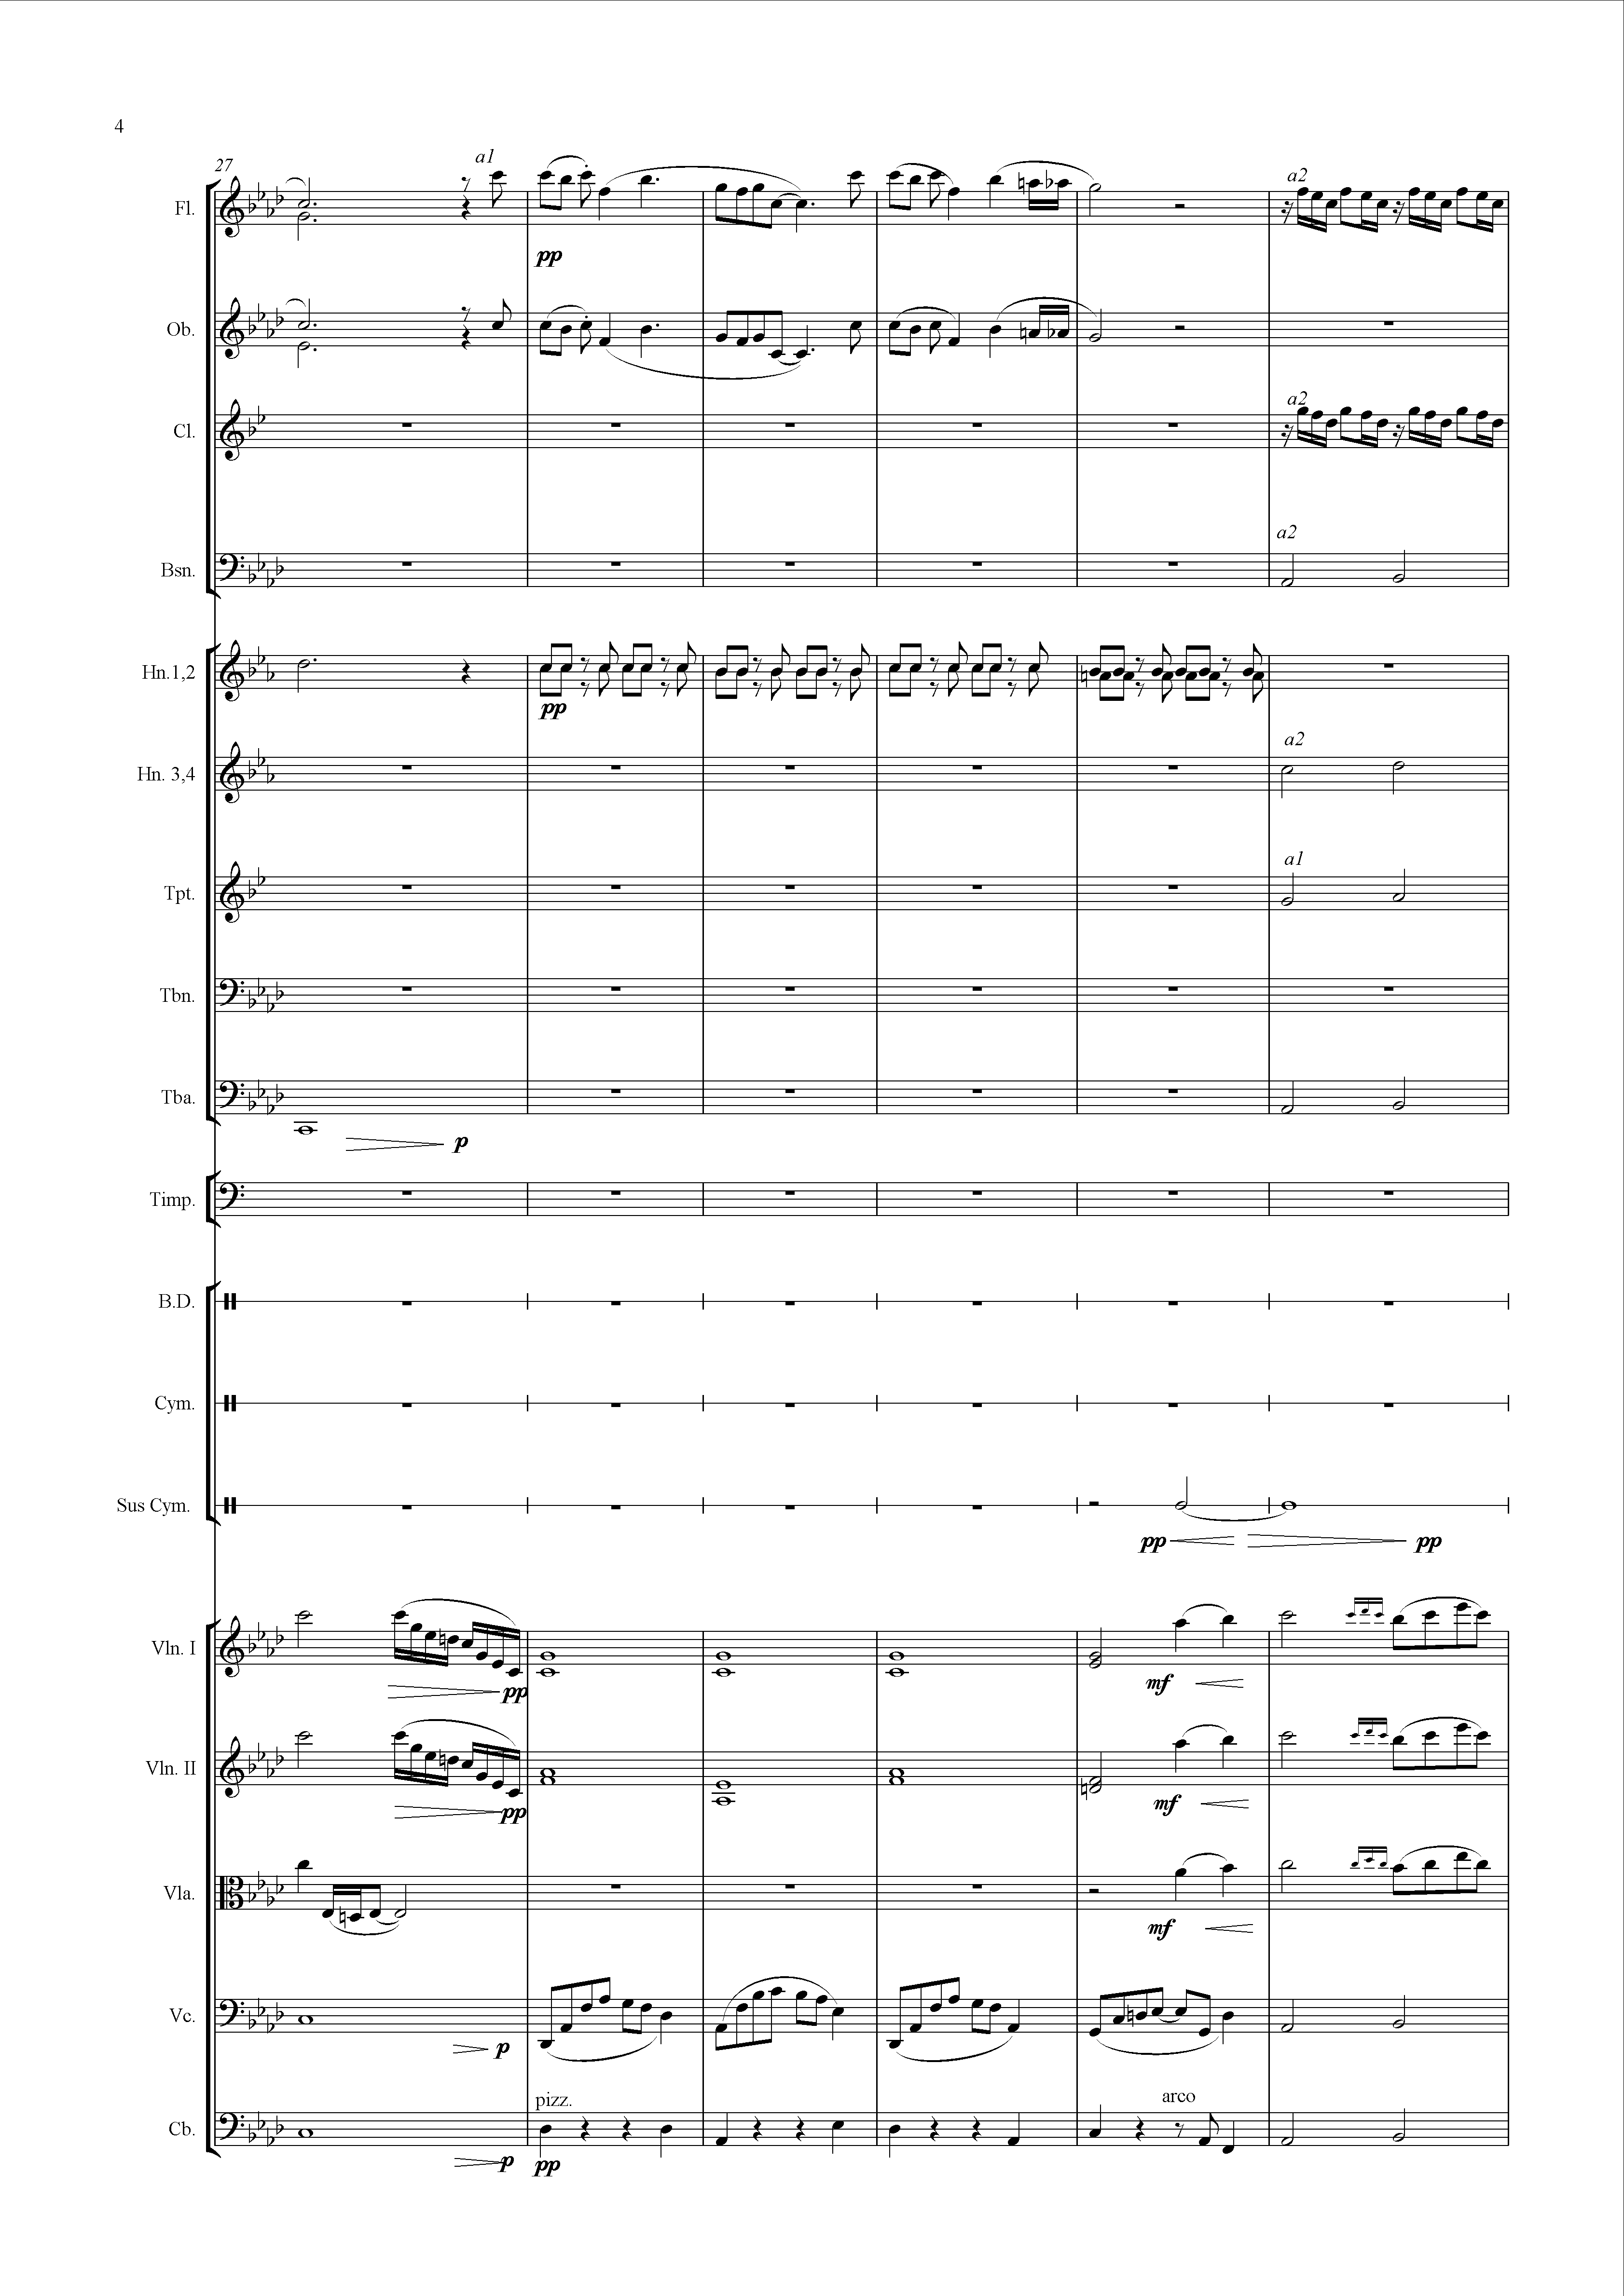 4
27
a1
a2
Fl.
pp
Ob.
a2
Cl.
a2
Bsn.
Hn.1,2
pp
a2
Hn. 3,4
a1
Tpt.
Tbn.
Tba.
p
Timp.
B.D.
Cym.
Sus Cym.
pp pp
Vln. I
pp mf
Vln. II
pp mf
Vla.
mf
Vc.
p
pizz. arco
Cb.
p pp